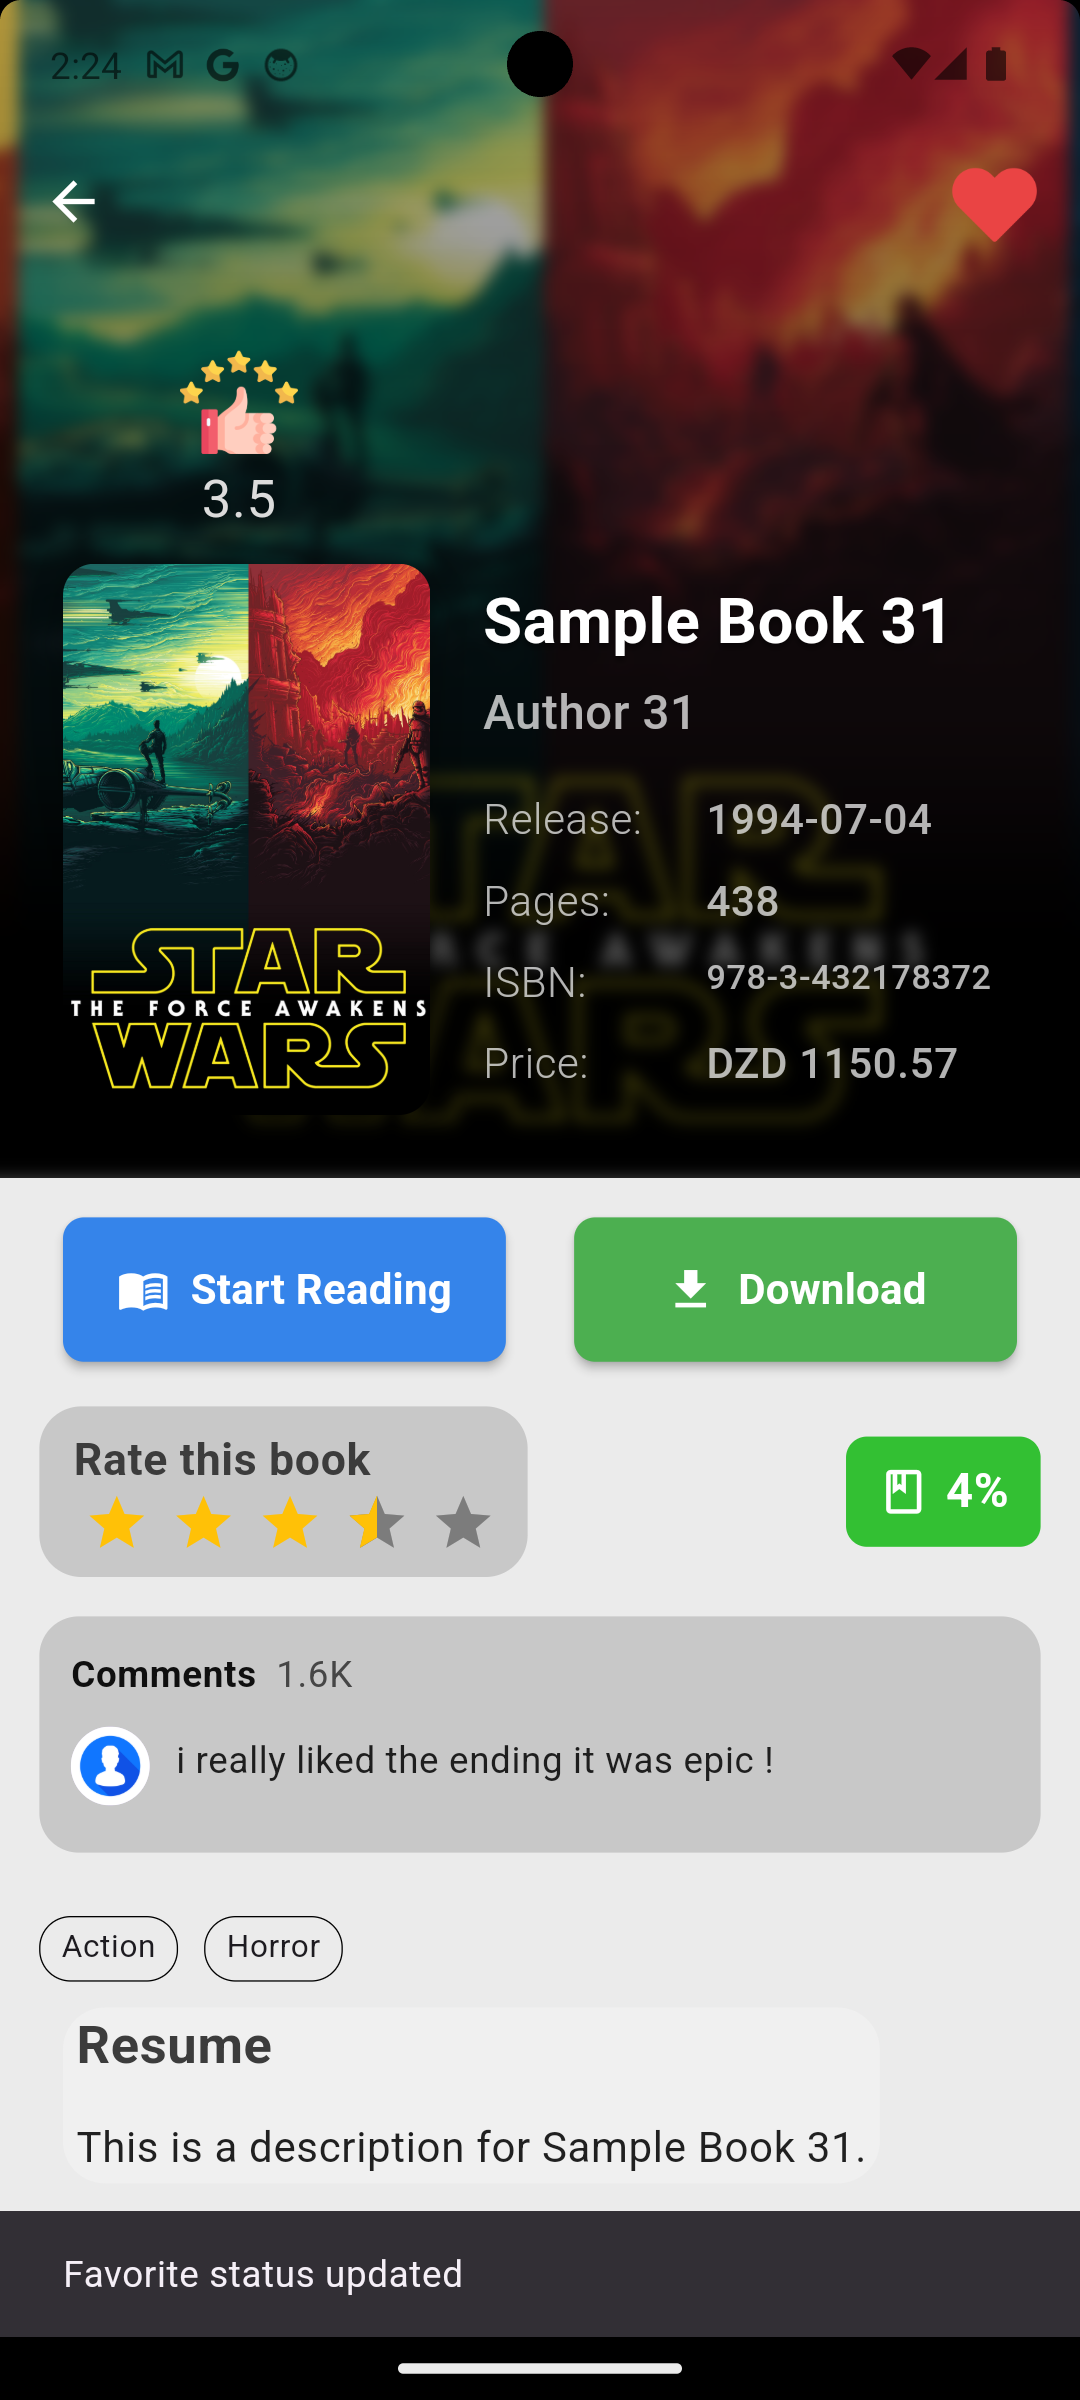 2:24
3.5
STAR
THE FORCE AWAKENS
WARS
Sample Book 31
Author 31
Release: 1994-07-04
Pages: 438
ISBN: 978-3-432178372
Price: DZD 1150.57
Start Reading
Download
Rate this book
4%
Comments 1.6K
i really liked the ending it was epic !
Action
Horror
Resume
This is a description for Sample Book 31.
Favorite status updated